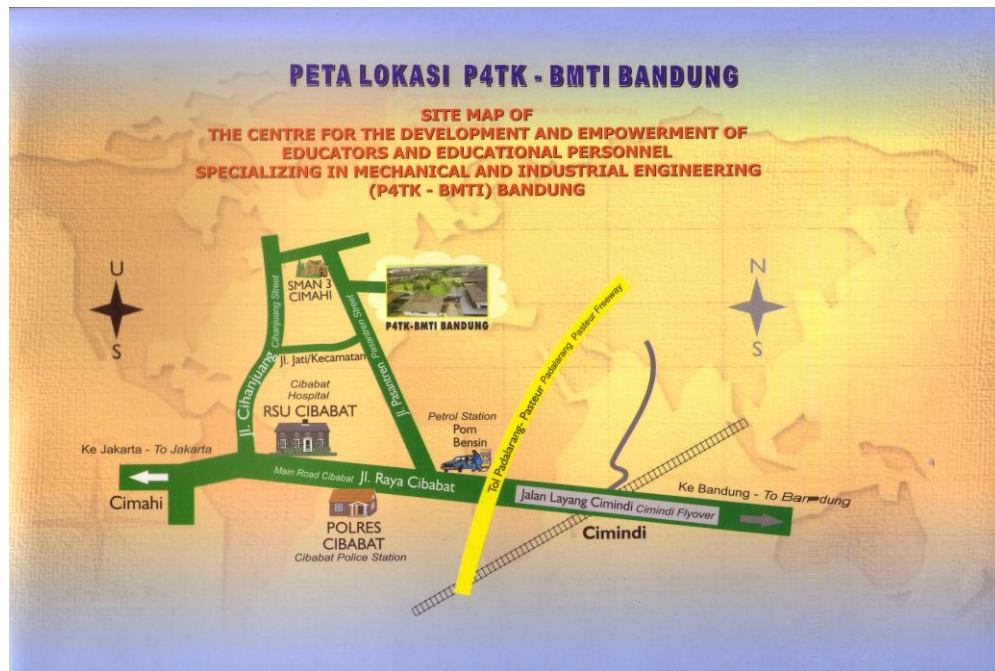 PETA LOKASI P4TK - BMTI BANDUNG
SITE MAP OF
THE CENTRE FOR THE DEVELOPMENT AND EMPOWERMENT OF
EDUCATORS AND EDUCATIONAL PERSONNEL
SPECIALIZING IN MECHANICAL AND INDUSTRIAL ENGINEERING
(P4TK - BMTI) BANDUNG
U
S
N
S
SMAN 3
CIMAHI
P4TK-BMTI BANDUNG
Jl. Cihanjuang Cihanjuang Street
Jl. Pasantren Pasantren Street
Jl. Jati/Kecamatan
Cibabat
Hospital
RSU CIBABAT
Petrol Station
Pom
Bensin
Tol Padalarang- Pasteur Padalarang Pasteur Freeway
Ke Jakarta - To Jakarta
Cimahi
Main Road Cibabat Jl. Raya Cibabat
POLRES
CIBABAT
Cibabat Police Station
Jalan Layang Cimindi Cimindi Flyover
Cimindi
Ke Bandung - To Bandung